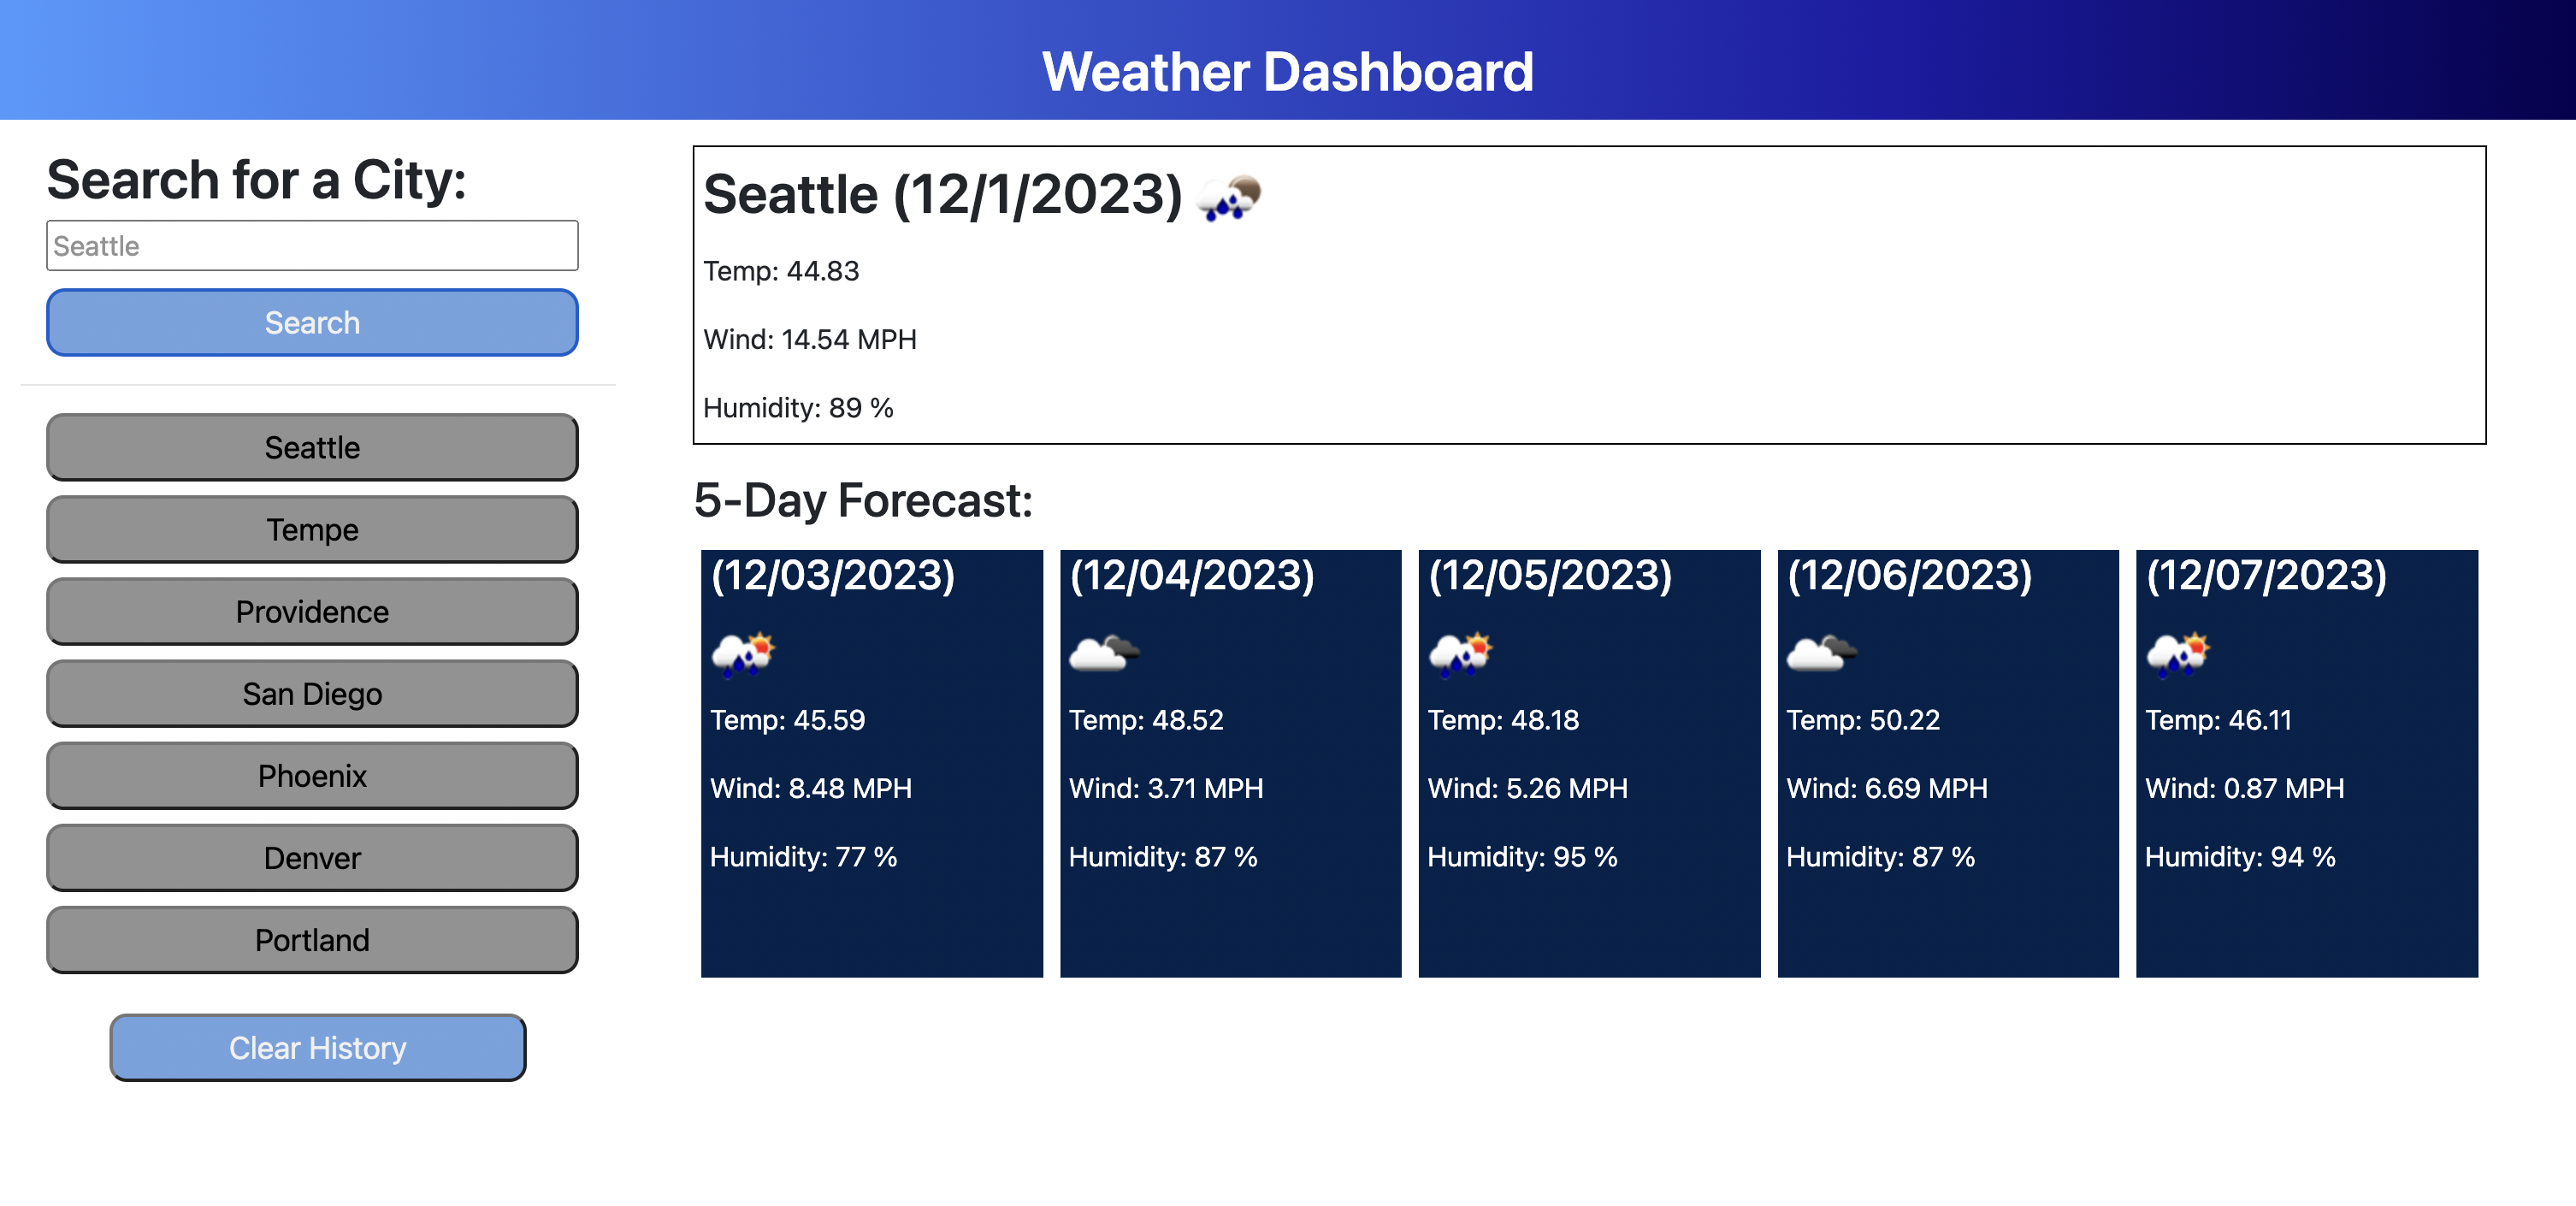 Weather Dashboard
Search for a City:
Seattle
Search
Seattle
Tempe
Providence
San Diego
Phoenix
Denver
Portland
Clear History
Seattle (12/1/2023)
Temp: 44.83
Wind: 14.54 MPH
Humidity: 89 %
5-Day Forecast:
(12/03/2023)
Temp: 45.59
Wind: 8.48 MPH
Humidity: 77 %
(12/04/2023)
Temp: 48.52
Wind: 3.71 MPH
Humidity: 87 %
(12/05/2023)
Temp: 48.18
Wind: 5.26 MPH
Humidity: 95 %
(12/06/2023)
Temp: 50.22
Wind: 6.69 MPH
Humidity: 87 %
(12/07/2023)
Temp: 46.11
Wind: 0.87 MPH
Humidity: 94 %